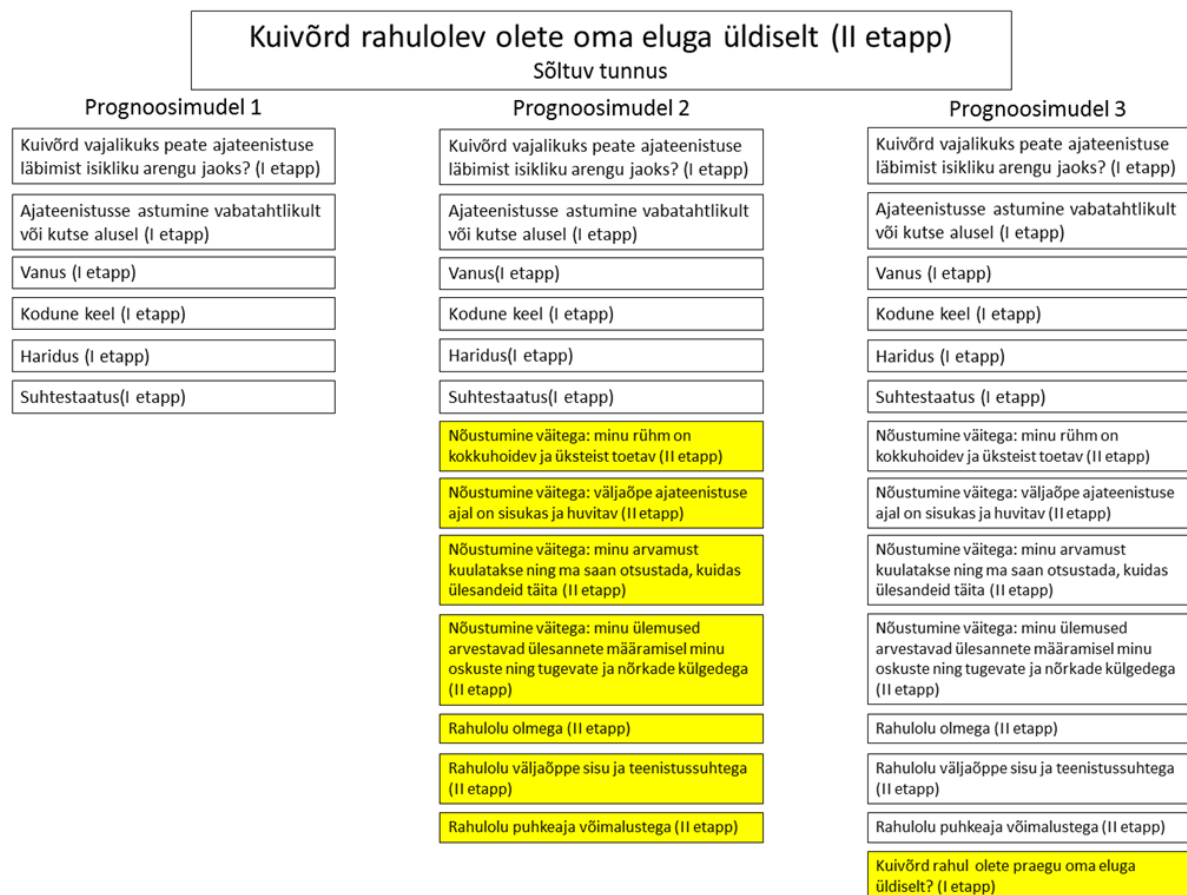 Kuivõrd rahulolev olete oma eluga üldiselt (II etapp)
Sõltuv tunnus
Prognoosimudel 1
Kuivõrd vajalikuks peate ajateenistuse
läbimist isikliku arengu jaoks? (I etapp)
Ajateenistusse astumine vabatahtlikult
või kutse alusel (I etapp)
Vanus (I etapp)
Kodune keel (I etapp)
Haridus (I etapp)
Suhtestaatus(I etapp)
Prognoosimudel 2
Kuivõrd vajalikuks peate ajateenistuse
läbimist isikliku arengu jaoks? (I etapp)
Ajateenistusse astumine vabatahtlikult
või kutse alusel (I etapp)
Vanus(I etapp)
Kodune keel (I etapp)
Haridus(I etapp)
Suhtestaatus(I etapp)
Nõustumine väitega: minu rühm on
kokkuhoidev ja üksteist toetav (II etapp)
Nõustumine väitega: väljaõpe ajateenistuse
ajal on sisukas ja huvitav (II etapp)
Nõustumine väitega: minu arvamust
kuulatakse ning ma saan otsustada, kuidas
ülesandeid täita (II etapp)
Nõustumine väitega: minu ülemused
arvestavad ülesannete määramisel minu
oskuste ning tugevate ja nõrkade külgedega
(II etapp)
Rahulolu olmega (II etapp)
Rahulolu väljaõppe sisu ja teenistussuhtega
(II etapp)
Rahulolu puhkeaja võimalustega (II etapp)
Prognoosimudel 3
Kuivõrd vajalikuks peate ajateenistuse
läbimist isikliku arengu jaoks? (I etapp)
Ajateenistusse astumine vabatahtlikult
või kutse alusel (I etapp)
Vanus (I etapp)
Kodune keel (I etapp)
Haridus (I etapp)
Suhtestaatus (I etapp)
Nõustumine väitega: minu rühm on
kokkuhoidev ja üksteist toetav (II etapp)
Nõustumine väitega: väljaõpe ajateenistuse
ajal on sisukas ja huvitav (II etapp)
Nõustumine väitega: minu arvamust
kuulatakse ning ma saan otsustada, kuidas
ülesandeid täita (II etapp)
Nõustumine väitega: minu ülemused
arvestavad ülesannete määramisel minu
oskuste ning tugevate ja nõrkade külgedega
(II etapp)
Rahulolu olmega (II etapp)
Rahulolu väljaõppe sisu ja teenistussuhtega
(II etapp)
Rahulolu puhkeaja võimalustega (II etapp)
Kuivõrd rahul olete praegu oma eluga
üldiselt? (I etapp)